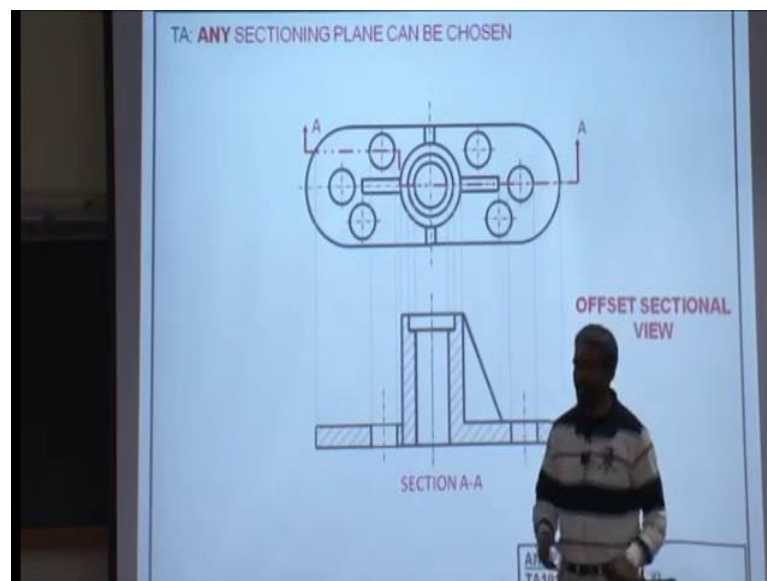 TA: ANY SECTIONING PLANE CAN BE CHOSEN
A
A
OFFSET SECTIONAL
VIEW
SECTION A-A